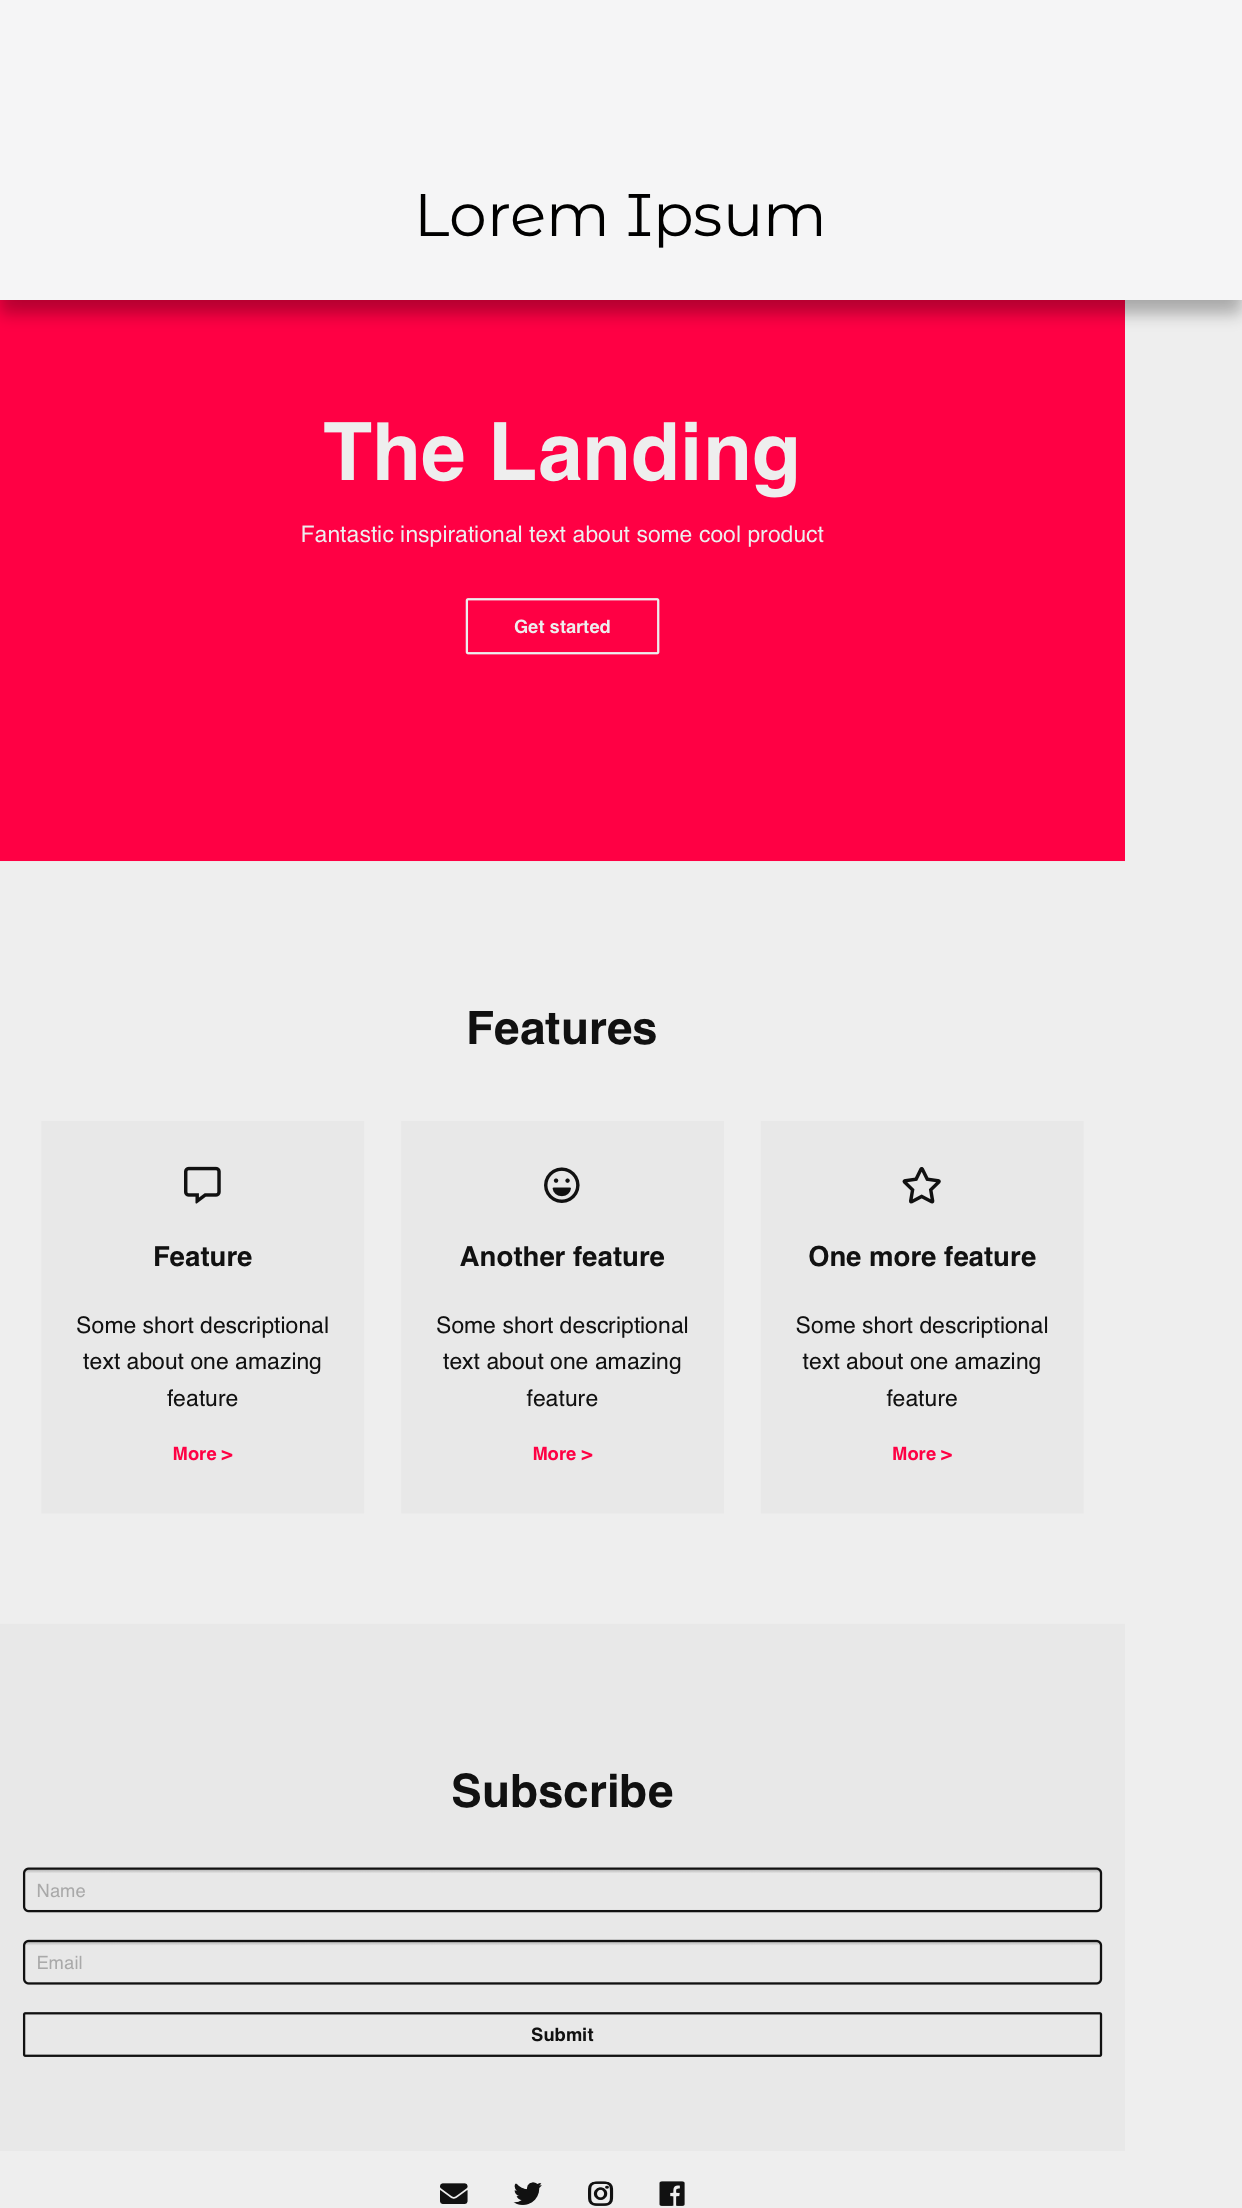 Lorem Ipsum
The Landing
Fantastic inspirational text about some cool product
Get started
Features
Feature
Some short descriptional
text about one amazing
feature
More >
Another feature
Some short descriptional
text about one amazing
feature
More >
One more feature
Some short descriptional
text about one amazing
feature
More >
Subscribe
Name
Email
Submit